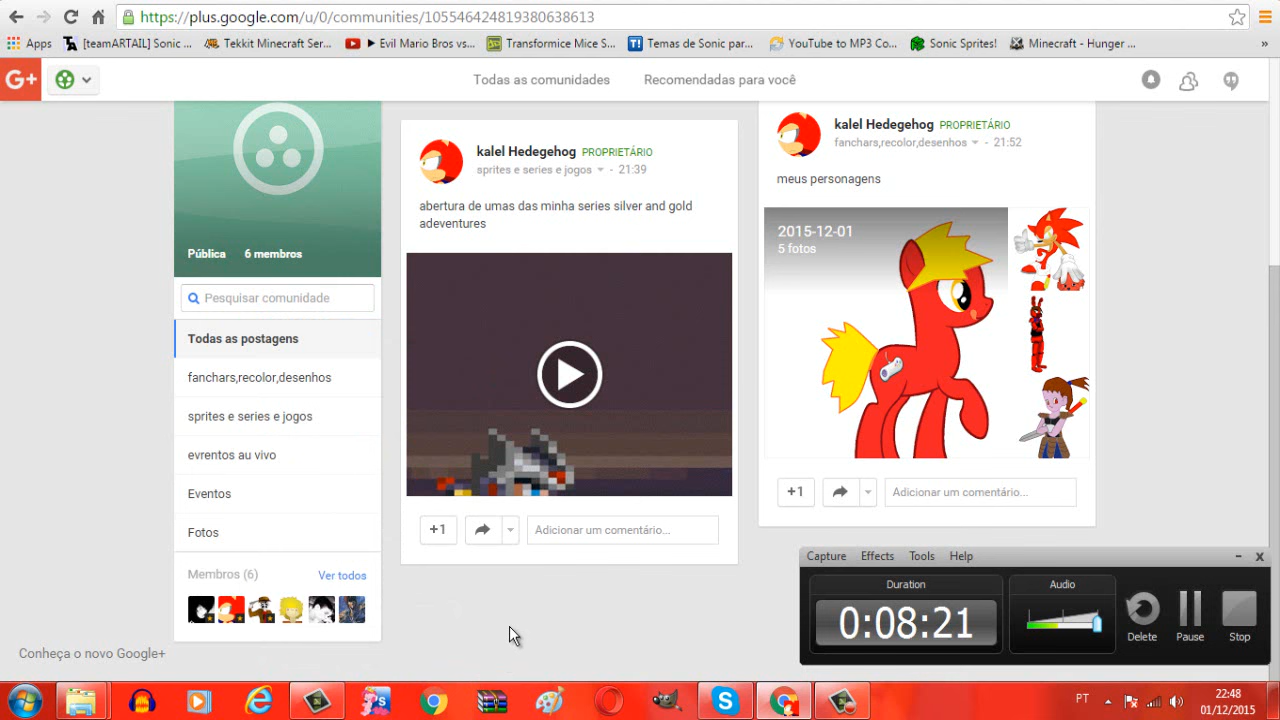 https://plus.google.com/u/0/communities/105546424819380638613
Apps
[teamARTAIL] Sonic ...
Tekkit Minecraft Ser...
► Evil Mario Bros vs...
Transformice Mice S...
Temas de Sonic par...
YouTube to MP3 Co...
Sonic Sprites!
Minecraft - Hunger ...
»
G+
Todas as comunidades
Recomendadas para você
Pública 6 membros
Pesquisar comunidade
Todas as postagens
fanchars,recolor,desenhos
sprites e series e jogos
evrentos au vivo
Eventos
Fotos
Membros (6) Ver todos
Conheça o novo Google+
kalel Hedegehog PROPRIETÁRIO
sprites e series e jogos - 21:39
abertura de umas das minha series silver and gold
adeventures
+1
Adicionar um comentário...
kalel Hedegehog PROPRIETÁRIO
fanchars,recolor,desenhos - 21:52
meus personagens
2015-12-01
5 fotos
+1
Adicionar um comentário...
Capture Effects Tools Help
Duration
0:08:21
Audio
Delete
Pause
Stop
PT
22:48
01/12/2015